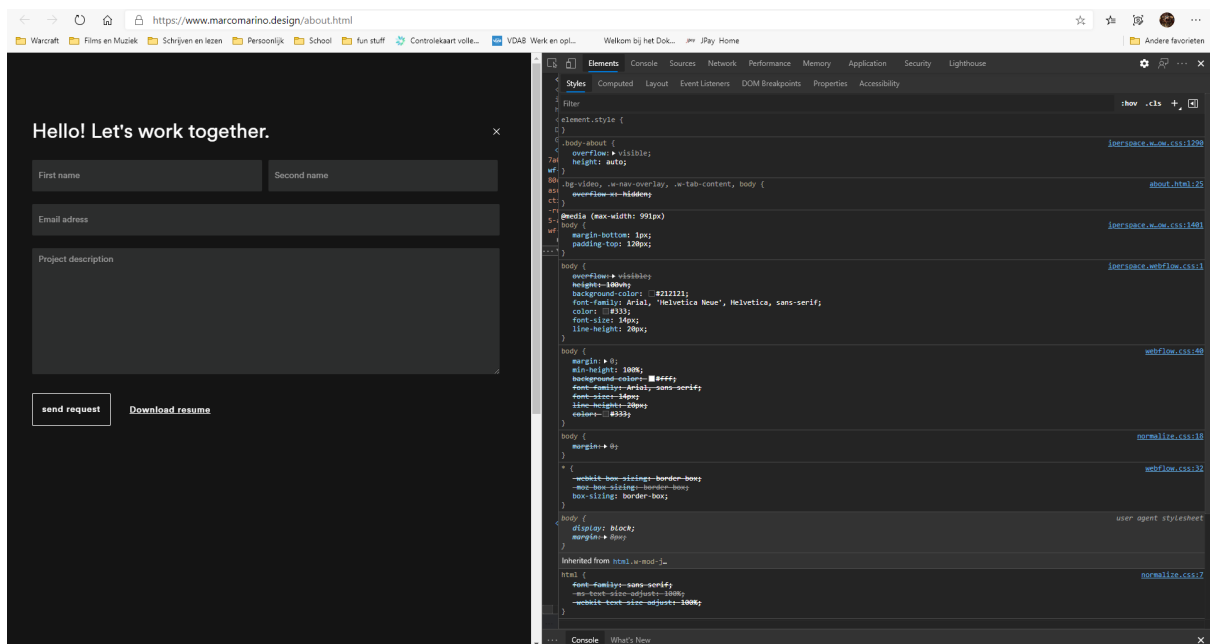 https://www.marcomarino.design/about.html
Warcraft Films en Muziek Schrijven en lezen Persoonlijk School fun stuff Controlekaart volle... VDAB Werk en opl... Welkom bij het Dok... JPay Home Andere favorieten
Hello! Let's work together.
First name Second name
Email adress
Project description
send request Download resume
Elements Console Sources Network Performance Memory Application Security Lighthouse
Styles Computed Layout Event Listeners DOM Breakpoints Properties Accessibility
Filter :hov .cls +
element.style {
}
.body-about { iperspace.w…ow.css:1290
overflow: visible;
height: auto;
}
.bg-video, .w-nav-overlay, .w-tab-content, body { about.html:25
overflow-x: hidden;
}
@media (max-width: 991px)
body { iperspace.w…ow.css:1401
margin-bottom: 1px;
padding-top: 120px;
}
body { iperspace.webflow.css:1
overflow: visible;
height: 100vh;
background-color: #212121;
font-family: Arial, 'Helvetica Neue', Helvetica, sans-serif;
color: #333;
font-size: 14px;
line-height: 20px;
}
body { webflow.css:40
margin: 0;
min-height: 100%;
background-color: #fff;
font-family: Arial, sans-serif;
font-size: 14px;
line-height: 20px;
color: #333;
}
body { normalize.css:18
margin: 0;
}
* { webflow.css:32
-webkit-box-sizing: border-box;
-moz-box-sizing: border-box;
box-sizing: border-box;
}
body { user agent stylesheet
display: block;
margin: 8px;
}
Inherited from html.w-mod-j…
html { normalize.css:7
font-family: sans-serif;
-ms-text-size-adjust: 100%;
-webkit-text-size-adjust: 100%;
}
Console What's New